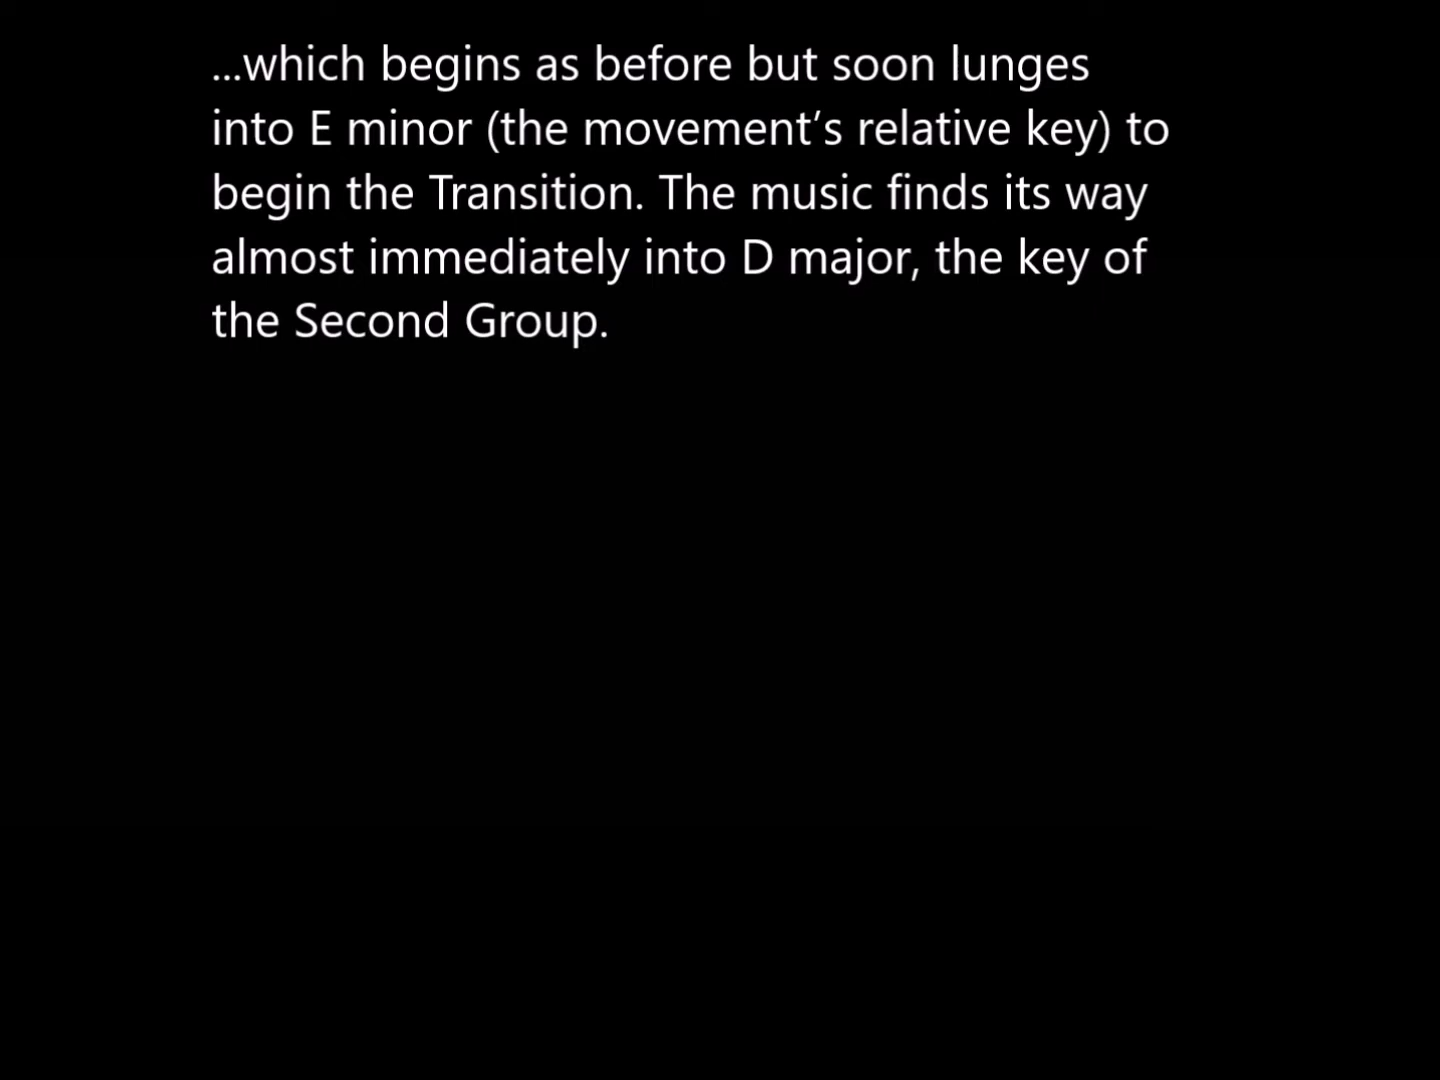 ...which begins as before but soon lunges
into E minor (the movement’s relative key) to
begin the Transition. The music finds its way
almost immediately into D major, the key of
the Second Group.